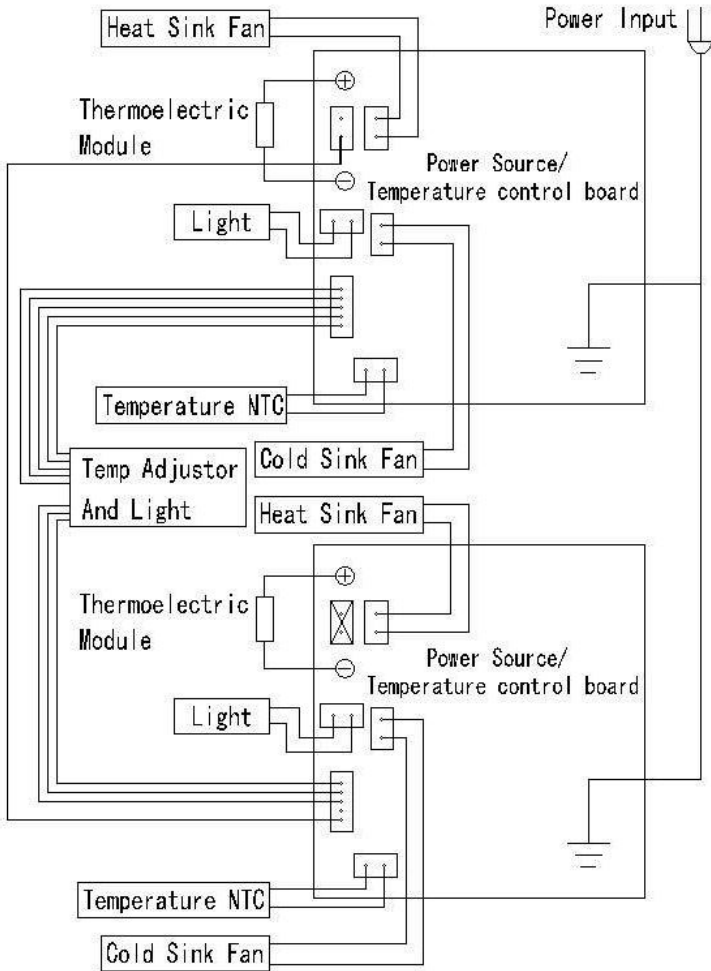 Heat Sink Fan
Power Input
Thermoelectric
Module
Power Source/
Temperature control board
Light
Temperature NTC
Cold Sink Fan
Temp Adjustor
And Light
Heat Sink Fan
Thermoelectric
Module
Power Source/
Temperature control board
Light
Temperature NTC
Cold Sink Fan